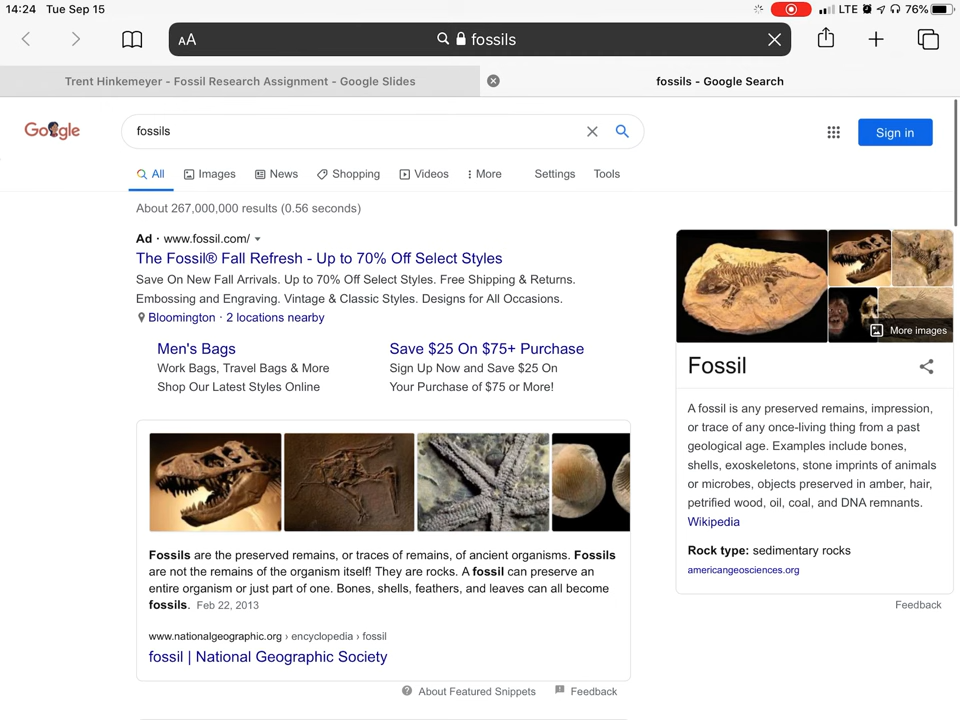 14:24 Tue Sep 15
LTE 76%
AA fossils
Trent Hinkemeyer - Fossil Research Assignment - Google Slides
fossils - Google Search
Google
fossils
Sign in
All Images News Shopping Videos More Settings Tools
About 267,000,000 results (0.56 seconds)
Ad · www.fossil.com/
The Fossil® Fall Refresh - Up to 70% Off Select Styles
Save On New Fall Arrivals. Up to 70% Off Select Styles. Free Shipping & Returns.
Embossing and Engraving. Vintage & Classic Styles. Designs for All Occasions.
Bloomington · 2 locations nearby
Men's Bags
Work Bags, Travel Bags & More
Shop Our Latest Styles Online
Save $25 On $75+ Purchase
Sign Up Now and Save $25 On
Your Purchase of $75 or More!
Fossils are the preserved remains, or traces of remains, of ancient organisms. Fossils
are not the remains of the organism itself! They are rocks. A fossil can preserve an
entire organism or just part of one. Bones, shells, feathers, and leaves can all become
fossils. Feb 22, 2013
www.nationalgeographic.org › encyclopedia › fossil
fossil | National Geographic Society
About Featured Snippets Feedback
More images
Fossil
A fossil is any preserved remains, impression,
or trace of any once-living thing from a past
geological age. Examples include bones,
shells, exoskeletons, stone imprints of animals
or microbes, objects preserved in amber, hair,
petrified wood, oil, coal, and DNA remnants.
Wikipedia
Rock type: sedimentary rocks
americangeosciences.org
Feedback